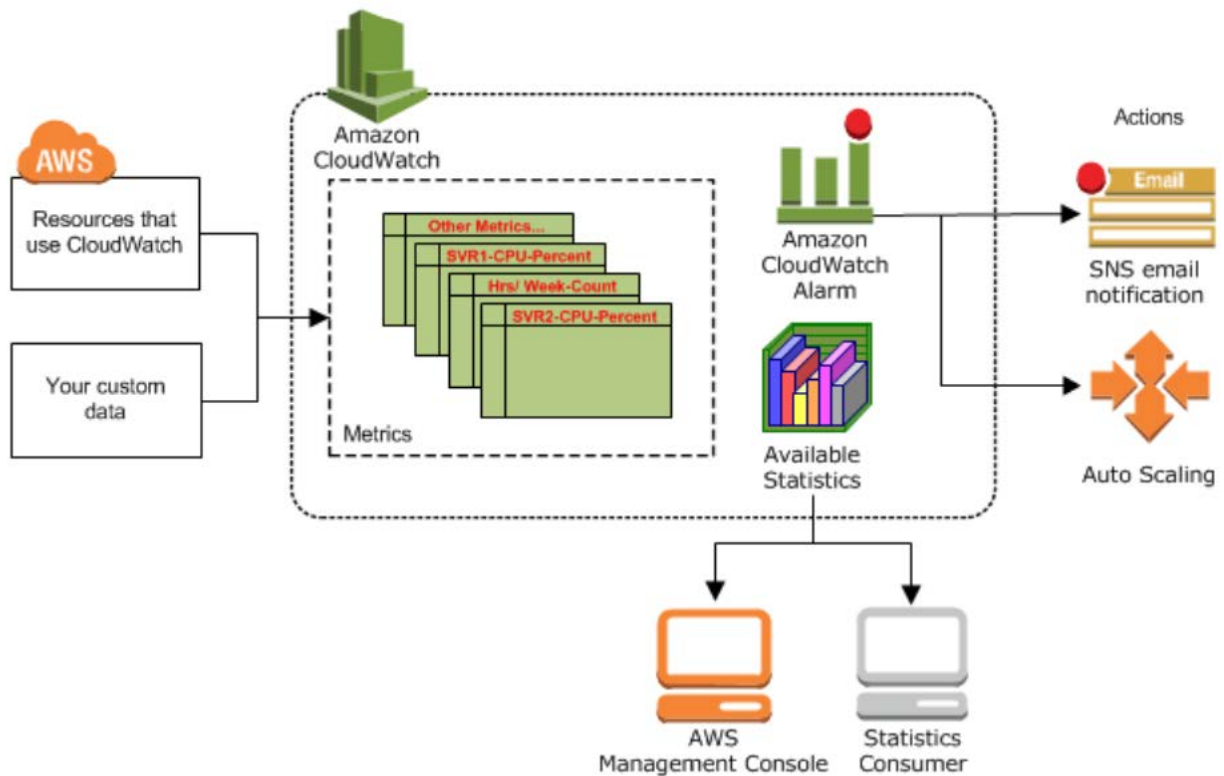 Amazon
CloudWatch
AWS
Resources that
use CloudWatch
Your custom
data
Other Metrics...
SVR1-CPU-Percent
Hrs/ Week-Count
SVR2-CPU-Percent
Metrics
Amazon
CloudWatch
Alarm
Available
Statistics
Actions
Email
SNS email
notification
Auto Scaling
AWS
Management Console
Statistics
Consumer